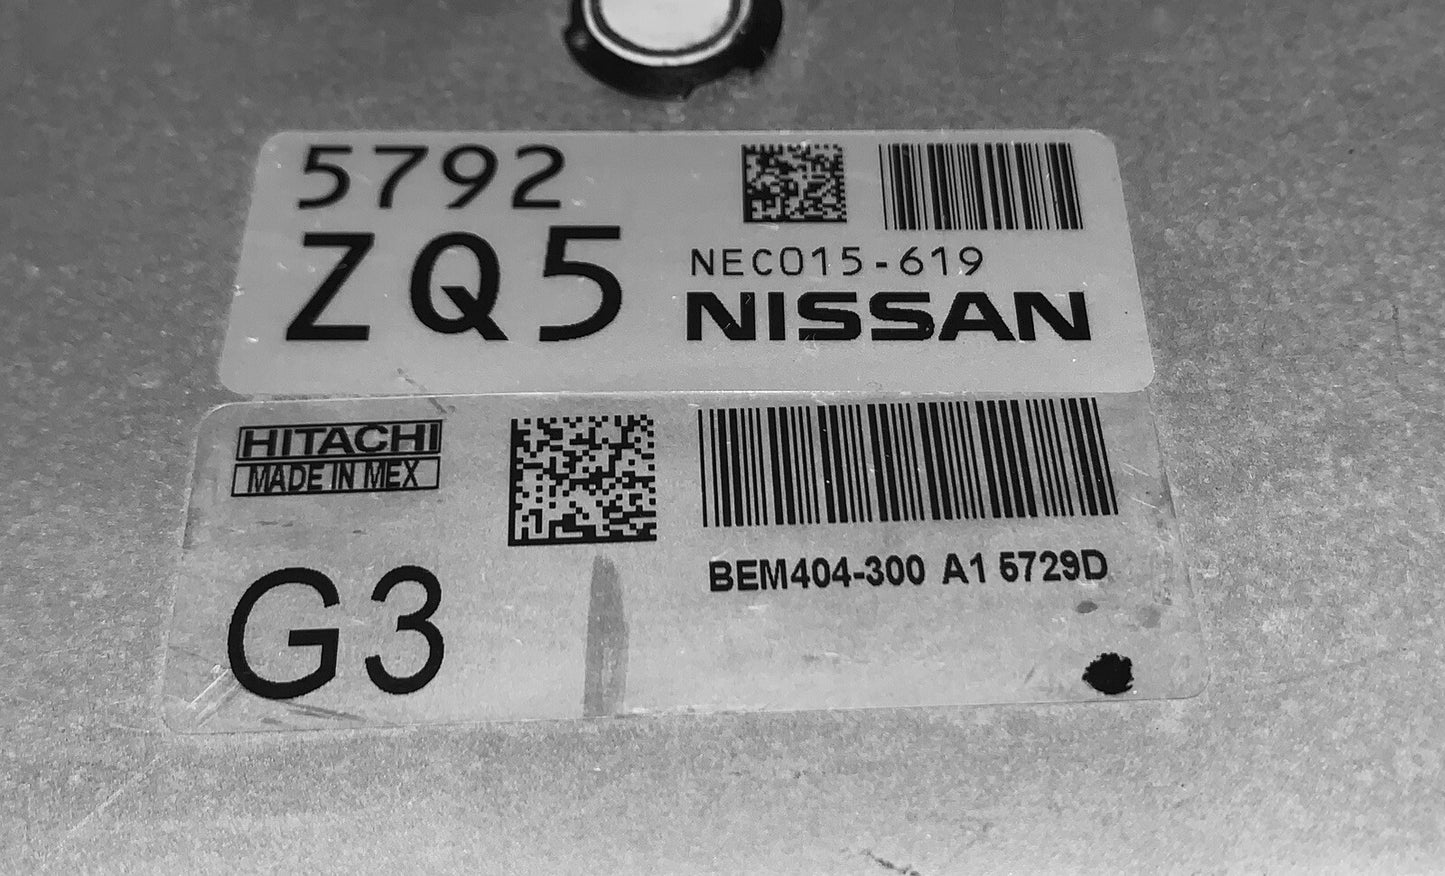 5792
ZQ5
NEC015-619
NISSAN
HITACHI
MADE IN MEX
BEM404-300 A1 5729D
G3